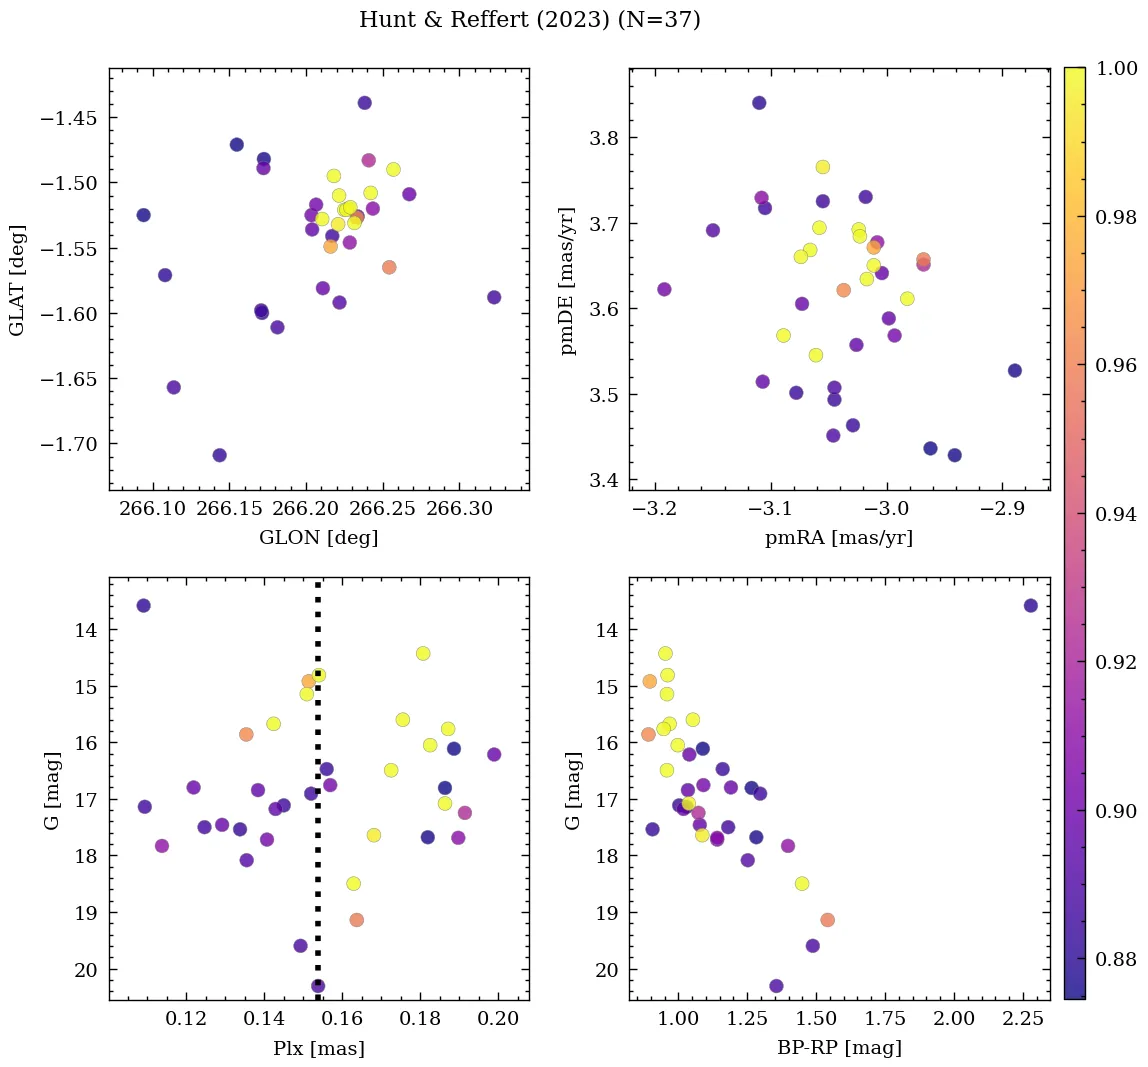 Hunt & Reffert (2023) (N=37)
−1.45
−1.50
−1.55
−1.60
−1.65
−1.70
GLAT [deg]
266.10 266.15 266.20 266.25 266.30
GLON [deg]
3.8
3.7
3.6
3.5
3.4
pmDE [mas/yr]
−3.2 −3.1 −3.0 −2.9
pmRA [mas/yr]
14
15
16
17
18
19
20
G [mag]
0.12 0.14 0.16 0.18 0.20
Plx [mas]
14
15
16
17
18
19
20
G [mag]
1.00 1.25 1.50 1.75 2.00 2.25
BP-RP [mag]
1.00
0.98
0.96
0.94
0.92
0.90
0.88